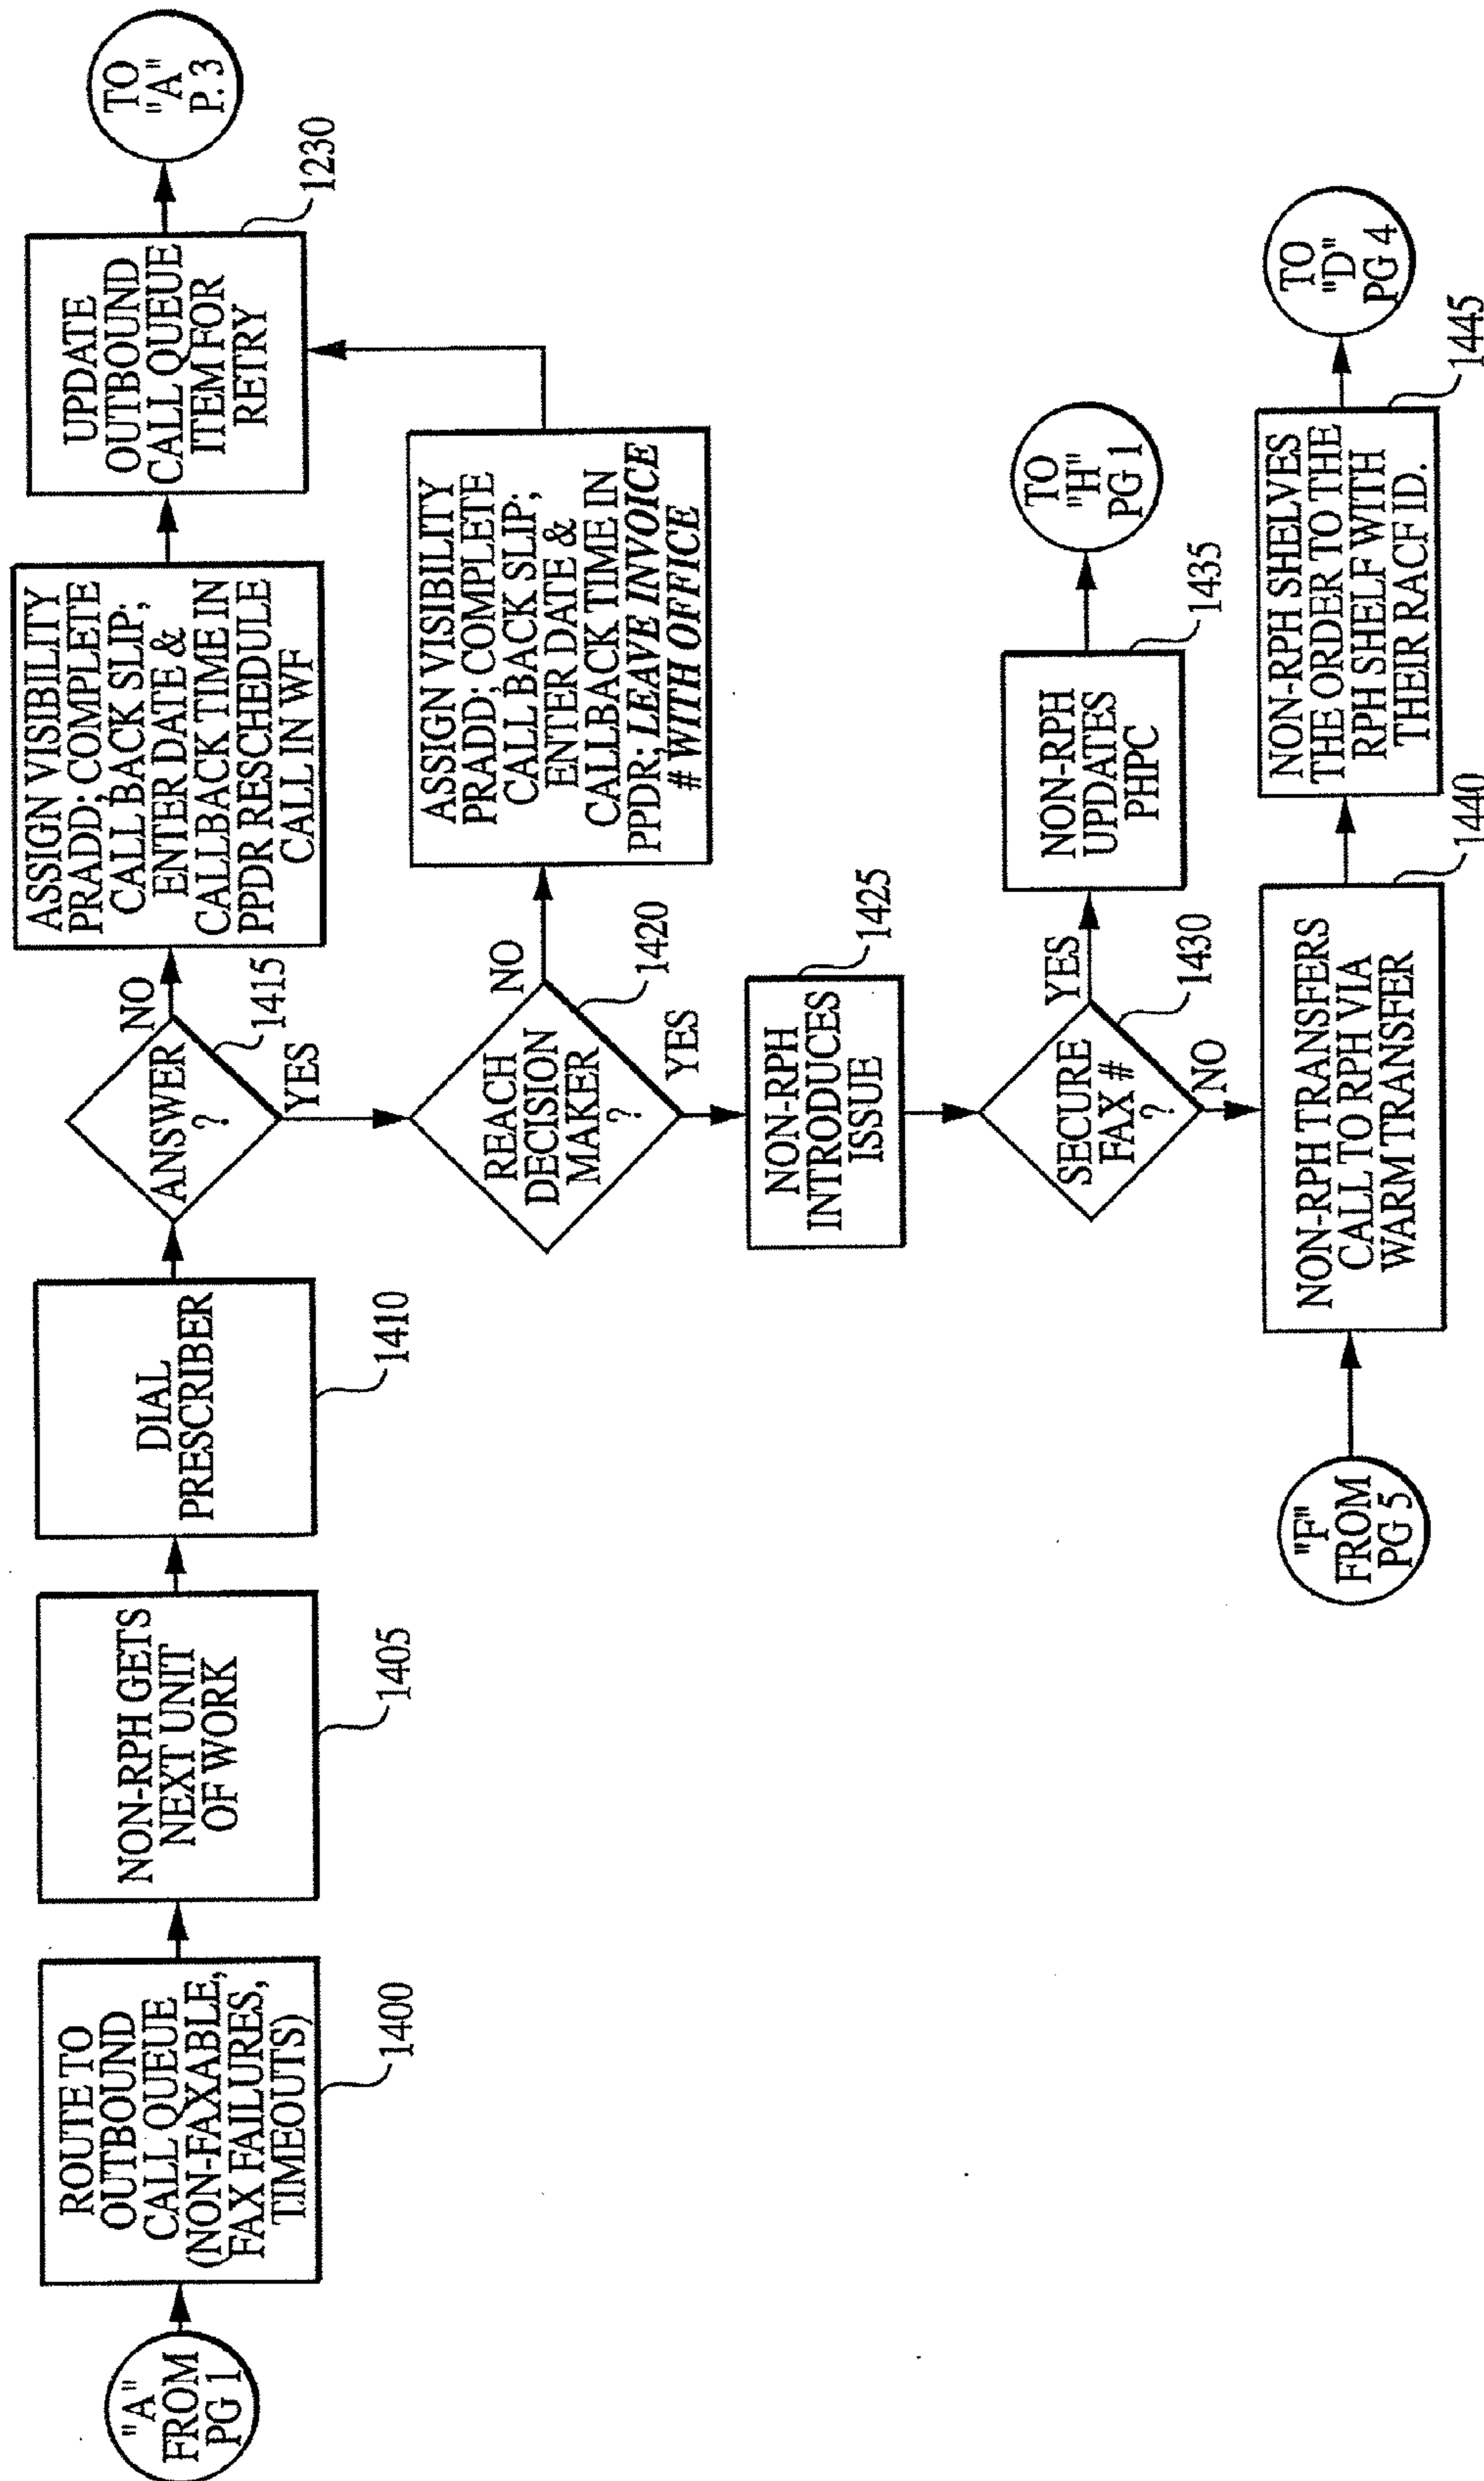 "A"
FROM
PG 1
ROUTE TO
OUTBOUND
CALL QUEUE
(NON-FAXABLE,
FAX FAILURES,
TIMEOUTS)
1400
NON-RPH GETS
NEXT UNIT
OF WORK
1405
DIAL
PRESCRIBER
1410
ANSWER
?
1415
NO
YES
ASSIGN VISIBILITY
PRADD; COMPLETE
CALL BACK SLIP;
ENTER DATE &
CALLBACK TIME IN
PPDR RESCHEDULE
CALL IN WF
UPDATE
OUTBOUND
CALL QUEUE
ITEM FOR
RETRY
1230
TO
"A"
P. 3
REACH
DECISION
MAKER
?
1420
NO
YES
ASSIGN VISIBILITY
PRADD; COMPLETE
CALL BACK SLIP;
ENTER DATE &
CALLBACK TIME IN
PPDR; LEAVE INVOICE
# WITH OFFICE
NON-RPH
INTRODUCES
ISSUE
1425
SECURE
FAX #
?
1430
YES
NO
NON-RPH
UPDATES
PHPC
1435
TO
"H"
PG 1
"F"
FROM
PG 5
NON-RPH TRANSFERS
CALL TO RPH VIA
WARM TRANSFER
1440
NON-RPH SHELVES
THE ORDER TO THE
RPH SHELF WITH
THEIR RACF ID.
1445
TO
"D"
PG 4